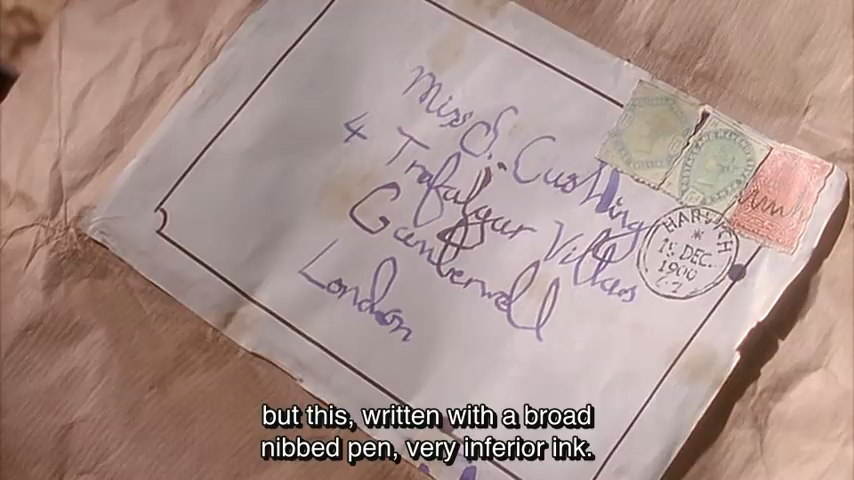 Miss S. Cushing
4 Trafalgar Villas
Camberwell
London
HARWICH
15 DEC.
1900
but this, written with a broad
nibbed pen, very inferior ink.